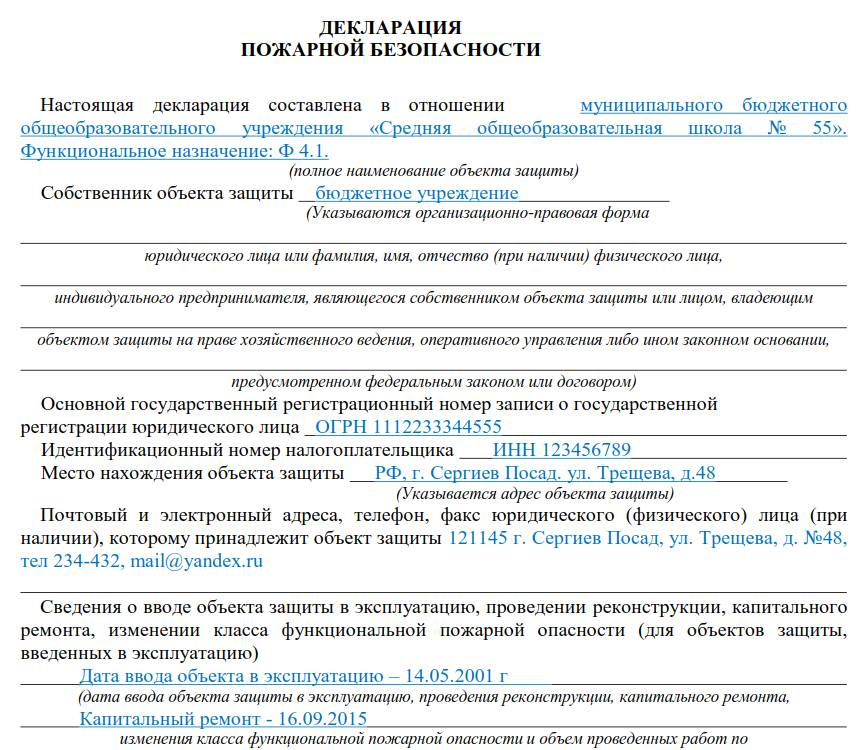 ДЕКЛАРАЦИЯ
ПОЖАРНОЙ БЕЗОПАСНОСТИ
Настоящая декларация составлена в отношении муниципального бюджетного
общеобразовательного учреждения «Средняя общеобразовательная школа № 55».
Функциональное назначение: Ф 4.1.
(полное наименование объекта защиты)
Собственник объекта защиты __бюджетное учреждение
(Указываются организационно-правовая форма
юридического лица или фамилия, имя, отчество (при наличии) физического лица,
индивидуального предпринимателя, являющегося собственником объекта защиты или лицом, владеющим
объектом защиты на праве хозяйственного ведения, оперативного управления либо ином законном основании,
предусмотренном федеральным законом или договором)
Основной государственный регистрационный номер записи о государственной
регистрации юридического лица _ОГРН 1112233344555
Идентификационный номер налогоплательщика ___ИНН 123456789
Место нахождения объекта защиты ___РФ, г. Сергиев Посад. ул. Трещева, д.48
(Указывается адрес объекта защиты)
Почтовый и электронный адреса, телефон, факс юридического (физического) лица (при
наличии), которому принадлежит объект защиты 121145 г. Сергиев Посад, ул. Трещева, д. №48,
тел 234-432, mail@yandex.ru
Сведения о вводе объекта защиты в эксплуатацию, проведении реконструкции, капитального
ремонта, изменении класса функциональной пожарной опасности (для объектов защиты,
введенных в эксплуатацию)
Дата ввода объекта в эксплуатацию – 14.05.2001 г
(дата ввода объекта защиты в эксплуатацию, проведения реконструкции, капитального ремонта,
Капитальный ремонт - 16.09.2015
изменения класса функциональной пожарной опасности и объем проведенных работ по